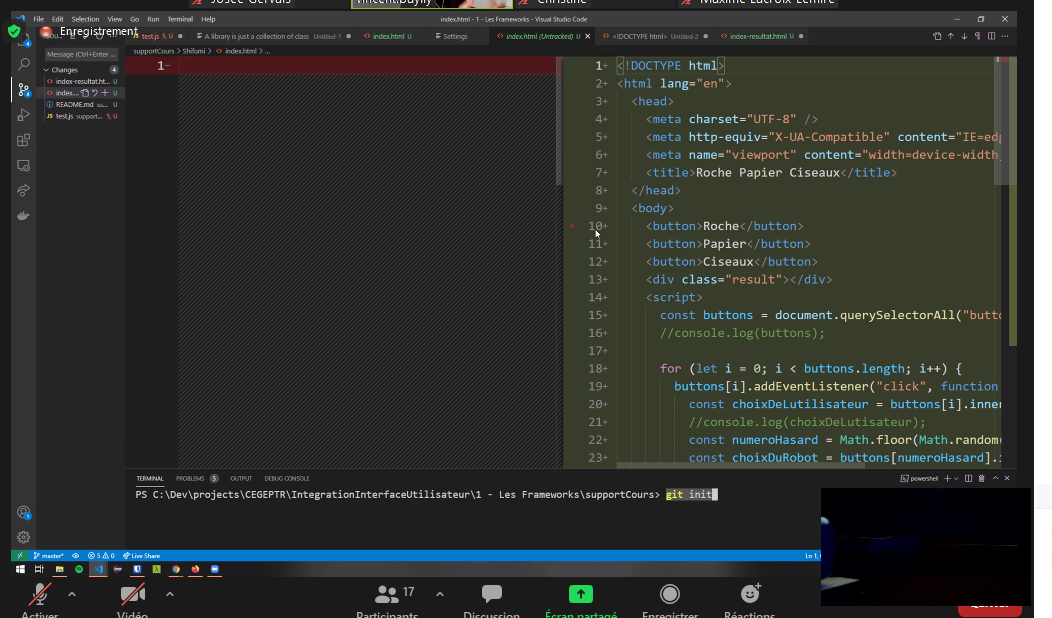 Josée Gervais
vincent.bayly
Christine
Maxime Lacroix-Lemire
File Edit Selection View Go Run Terminal Help
index.html - 1 - Les Frameworks - Visual Studio Code
Enregistrement
test.js 5, U
A library is just a collection of class Untitled-1
index.html U
Settings
index.html (Untracked) U
<!DOCTYPE html> Untitled-2
index-resultat.html U
supportCours > Shifumi > index.html > ...
Message (Ctrl+Enter ...
Changes 4
index-resultat.ht... U
index.... U
README.md su... U
test.js support... 5, U
1-
1+ <!DOCTYPE html>
2+ <html lang="en">
3+ <head>
4+ <meta charset="UTF-8" />
5+ <meta http-equiv="X-UA-Compatible" content="IE=edg
6+ <meta name="viewport" content="width=device-width,
7+ <title>Roche Papier Ciseaux</title>
8+ </head>
9+ <body>
10+ <button>Roche</button>
11+ <button>Papier</button>
12+ <button>Ciseaux</button>
13+ <div class="result"></div>
14+ <script>
15+ const buttons = document.querySelectorAll("butto
16+ //console.log(buttons);
17+
18+ for (let i = 0; i < buttons.length; i++) {
19+ buttons[i].addEventListener("click", function
20+ const choixDeLutilisateur = buttons[i].inner
21+ //console.log(choixDeLutisateur);
22+ const numeroHasard = Math.floor(Math.random(
23+ const choixDuRobot = buttons[numeroHasard].i
TERMINAL PROBLEMS 5 OUTPUT DEBUG CONSOLE
powershell
PS C:\Dev\projects\CEGEPTR\IntegrationInterfaceUtilisateur\1 - Les Frameworks\supportCours> git init
master* 5 0 Live Share
Ln 1,
17
Activer
Vidéo
Participants
Discussion
Écran partagé
Enregistrer
Réactions
Quitter